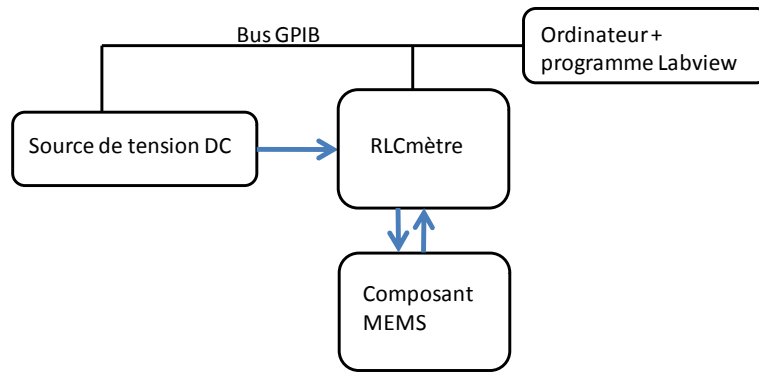 Bus GPIB
Ordinateur +
programme Labview
Source de tension DC
RLCmètre
Composant
MEMS